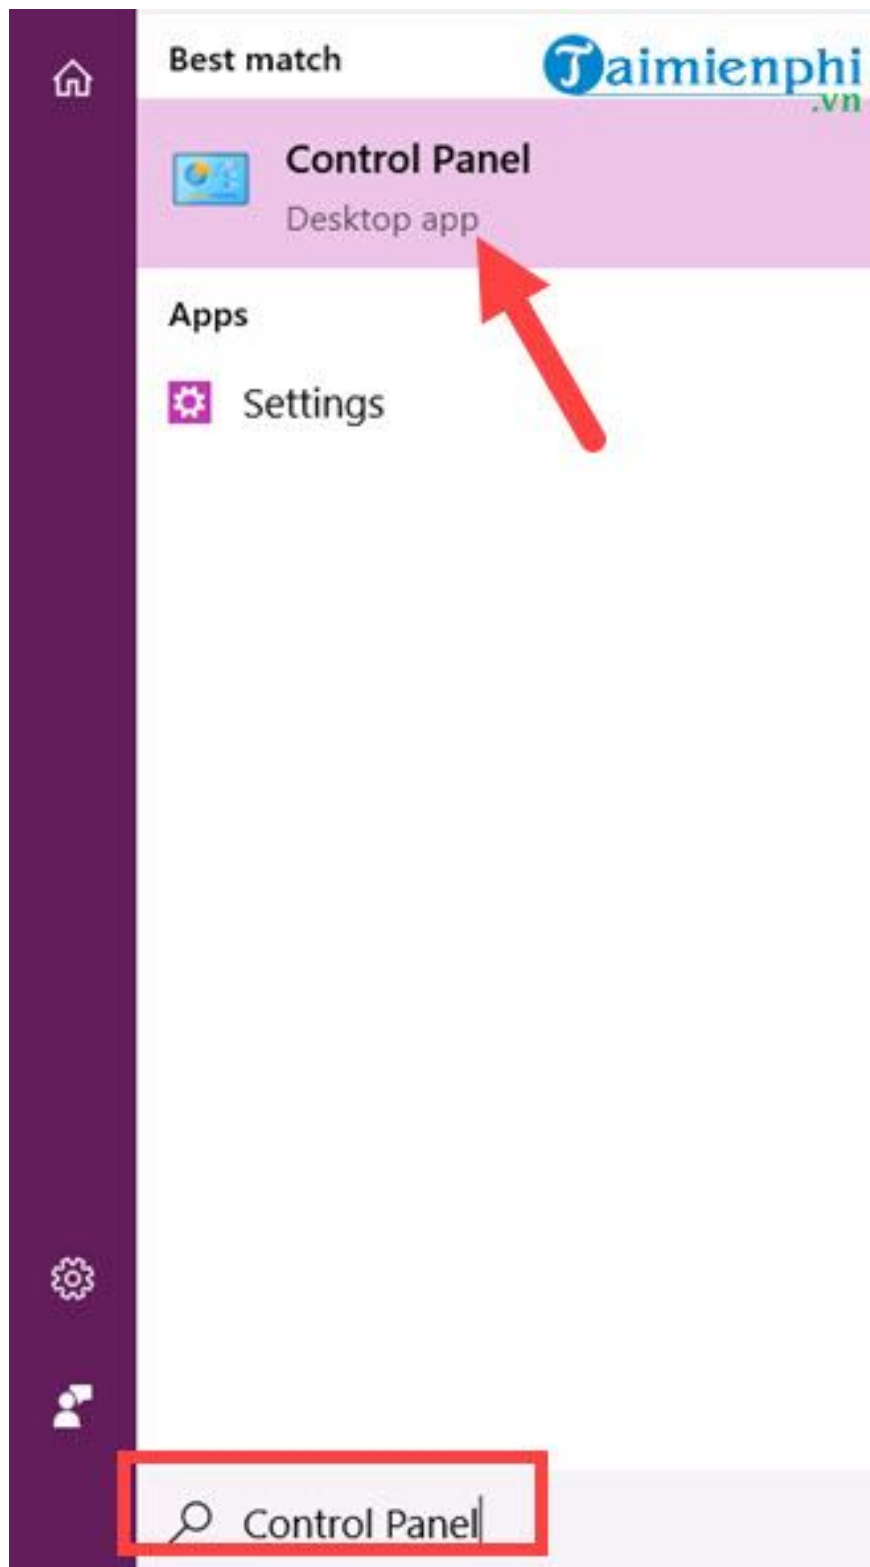 Best match
Taimienphi
.vn
Control Panel
Desktop app
Apps
Settings
Control Panel